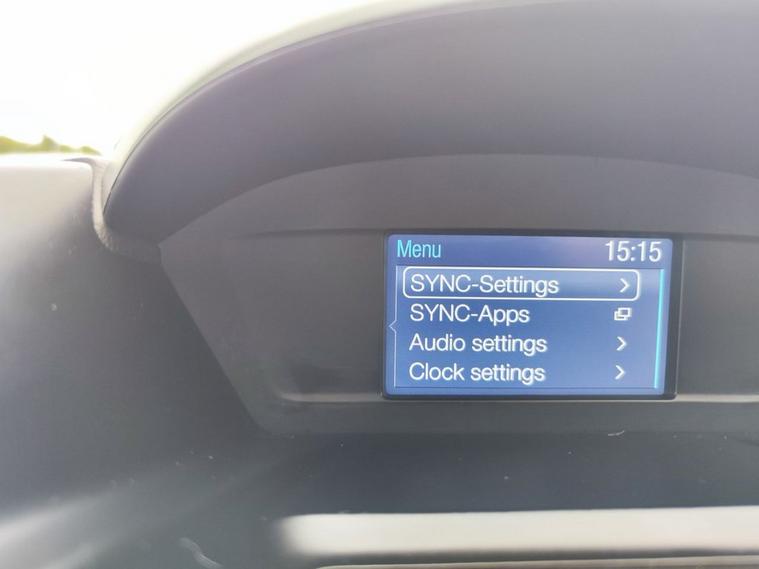 Menu 15:15
SYNC-Settings
SYNC-Apps
Audio settings
Clock settings